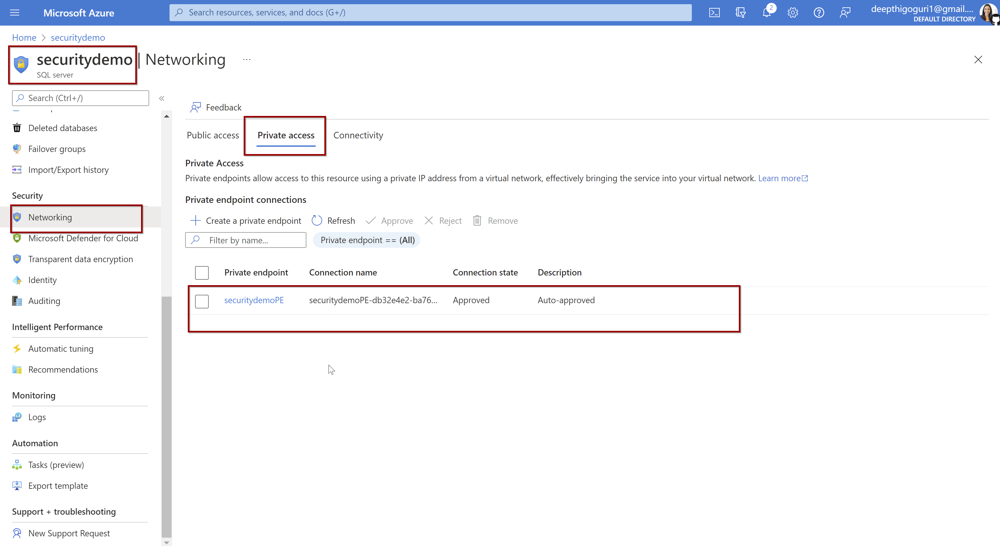 Microsoft Azure
Search resources, services, and docs (G+/)
2
deepthigoguri1@gmail....
DEFAULT DIRECTORY
Home > securitydemo
securitydemo | Networking ...
SQL server
Search (Ctrl+/)
«
Deleted databases
Failover groups
Import/Export history
Security
Networking
Microsoft Defender for Cloud
Transparent data encryption
Identity
Auditing
Intelligent Performance
Automatic tuning
Recommendations
Monitoring
Logs
Automation
Tasks (preview)
Export template
Support + troubleshooting
New Support Request
Feedback
Public access Private access Connectivity
Private Access
Private endpoints allow access to this resource using a private IP address from a virtual network, effectively bringing the service into your virtual network. Learn more
Private endpoint connections
Create a private endpoint Refresh Approve Reject Remove
Filter by name... Private endpoint == (All)
Private endpoint Connection name Connection state Description
securitydemoPE securitydemoPE-db32e4e2-ba76... Approved Auto-approved